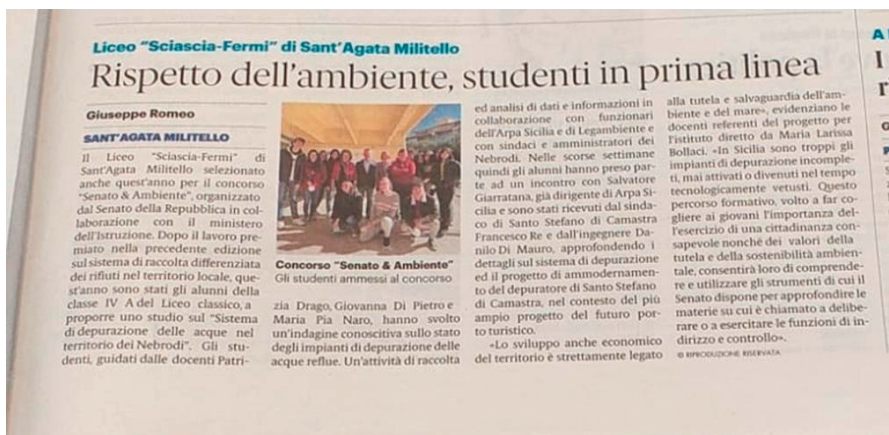 Liceo "Sciascia-Fermi" di Sant'Agata Militello
Rispetto dell'ambiente, studenti in prima linea
Giuseppe Romeo
SANT'AGATA MILITELLO
Il Liceo "Sciascia-Fermi" di
Sant'Agata Militello selezionato
anche quest'anno per il concorso
"Senato & Ambiente", organizzato
dal Senato della Repubblica in col-
laborazione con il ministero
dell'Istruzione. Dopo il lavoro pre-
miato nella precedente edizione
sul sistema di raccolta differenziata
dei rifiuti nel territorio locale, que-
st'anno sono stati gli alunni della
classe IV A del Liceo classico, a
proporre uno studio sul "Sistema
di depurazione delle acque nel
territorio dei Nebrodi". Gli stu-
denti, guidati dalle docenti Patri-
Concorso "Senato & Ambiente"
Gli studenti ammessi al concorso
zia Drago, Giovanna Di Pietro e
Maria Pia Naro, hanno svolto
un'indagine conoscitiva sullo stato
degli impianti di depurazione delle
acque reflue. Un'attività di raccolta
ed analisi di dati e informazioni in
collaborazione con funzionari
dell'Arpa Sicilia e di Legambiente e
con sindaci e amministratori dei
Nebrodi. Nelle scorse settimane
quindi gli alunni hanno preso par-
te ad un incontro con Salvatore
Giarratana, già dirigente di Arpa Si-
cilia e sono stati ricevuti dal sinda-
co di Santo Stefano di Camastra
Francesco Re e dall'ingegnere Da-
nilo Di Mauro, approfondendo i
dettagli sul sistema di depurazione
ed il progetto di ammodernamen-
to del depuratore di Santo Stefano
di Camastra, nel contesto del più
ampio progetto del futuro por-
to turistico.
«Lo sviluppo anche economico
del territorio è strettamente legato
alla tutela e salvaguardia dell'am-
biente e del mare», evidenziano le
docenti referenti del progetto per
l'istituto diretto da Maria Larissa
Bollaci. «In Sicilia sono troppi gli
impianti di depurazione incomple-
ti, mai attivati o divenuti nel tempo
tecnologicamente vetusti. Questo
percorso formativo, volto a far co-
gliere ai giovani l'importanza del-
l'esercizio di una cittadinanza con-
sapevole nonché dei valori della
tutela e della sostenibilità ambien-
tale, consentirà loro di comprende-
re e utilizzare gli strumenti di cui il
Senato dispone per approfondire le
materie su cui è chiamato a delibe-
rare o a esercitare le funzioni di in-
dirizzo e controllo».
© RIPRODUZIONE RISERVATA